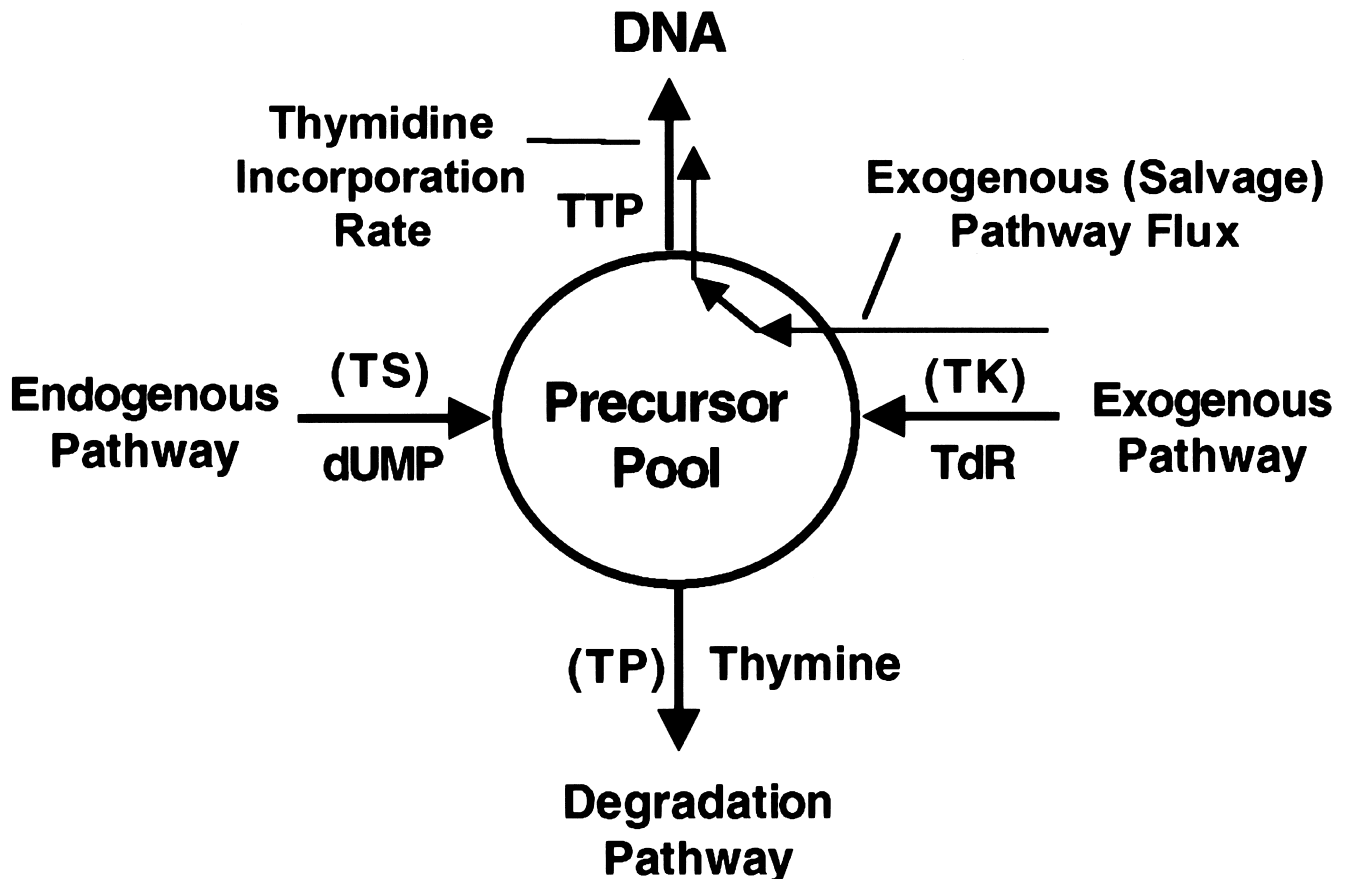 DNA
Thymidine
Incorporation
Rate
TTP
Exogenous (Salvage)
Pathway Flux
Endogenous
Pathway
(TS)
dUMP
Precursor
Pool
(TK)
TdR
Exogenous
Pathway
(TP)
Thymine
Degradation
Pathway